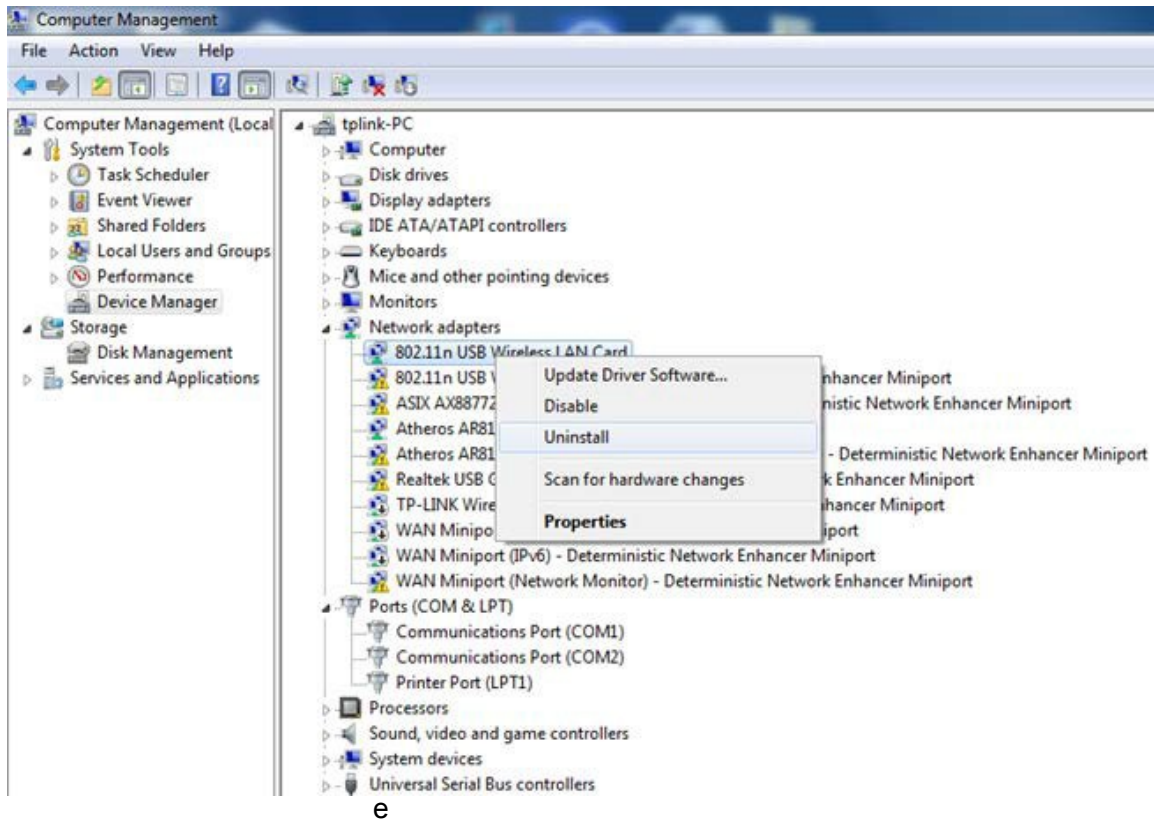 Computer Management
File Action View Help
Computer Management (Local
System Tools
Task Scheduler
Event Viewer
Shared Folders
Local Users and Groups
Performance
Device Manager
Storage
Disk Management
Services and Applications
tplink-PC
Computer
Disk drives
Display adapters
IDE ATA/ATAPI controllers
Keyboards
Mice and other pointing devices
Monitors
Network adapters
802.11n USB Wireless LAN Card
802.11n USB nhancer Miniport
ASIX AX88772 nistic Network Enhancer Miniport
Atheros AR81
Atheros AR81 - Deterministic Network Enhancer Miniport
Realtek USB k Enhancer Miniport
TP-LINK Wire hancer Miniport
WAN Minipo iport
WAN Miniport (IPv6) - Deterministic Network Enhancer Miniport
WAN Miniport (Network Monitor) - Deterministic Network Enhancer Miniport
Ports (COM & LPT)
Communications Port (COM1)
Communications Port (COM2)
Printer Port (LPT1)
Processors
Sound, video and game controllers
System devices
Universal Serial Bus controllers
Update Driver Software...
Disable
Uninstall
Scan for hardware changes
Properties
e